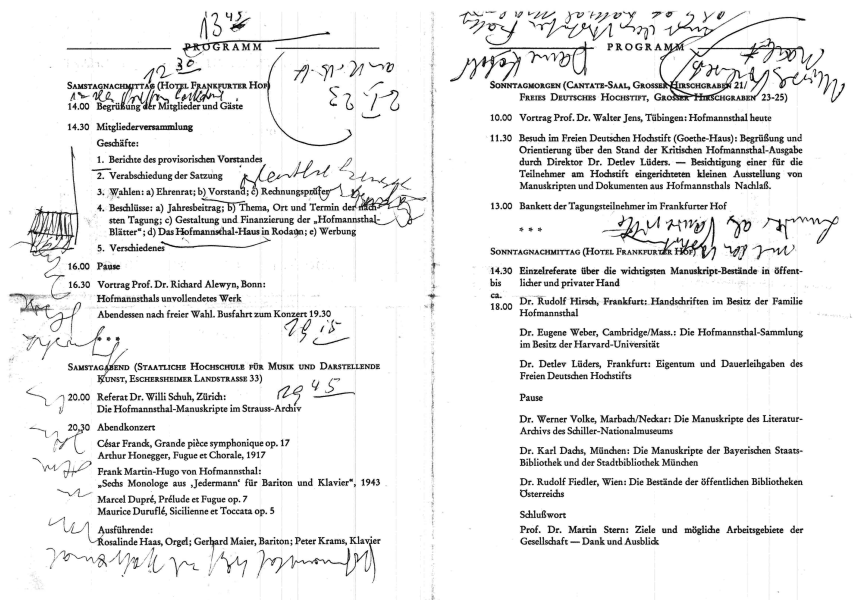 13 45
PROGRAMM
12 30
SAMSTAGNACHMITTAG (HOTEL FRANKFURTER HOF)
14.00 Begrüßung der Mitglieder und Gäste
14.30 Mitgliederversammlung
Geschäfte:
1. Berichte des provisorischen Vorstandes
2. Verabschiedung der Satzung
3. Wahlen: a) Ehrenrat; b) Vorstand; c) Rechnungsprüfer
4. Beschlüsse: a) Jahresbeitrag; b) Thema, Ort und Termin der näch-
sten Tagung; c) Gestaltung und Finanzierung der „Hofmannsthal-
Blätter“; d) Das Hofmannsthal-Haus in Rodaun; e) Werbung
5. Verschiedenes
16.00 Pause
16.30 Vortrag Prof. Dr. Richard Alewyn, Bonn:
Hofmannsthals unvollendetes Werk
Abendessen nach freier Wahl. Busfahrt zum Konzert 19.30
19 15
* * *
SAMSTAGABEND (STAATLICHE HOCHSCHULE FÜR MUSIK UND DARSTELLENDE
KUNST, ESCHERSHEIMER LANDSTRASSE 33)
19 45
20.00 Referat Dr. Willi Schuh, Zürich:
Die Hofmannsthal-Manuskripte im Strauss-Archiv
20.30 Abendkonzert
César Franck, Grande pièce symphonique op. 17
Arthur Honegger, Fugue et Chorale, 1917
Frank Martin-Hugo von Hofmannsthal:
„Sechs Monologe aus ‚Jedermann‘ für Bariton und Klavier“, 1943
Marcel Dupré, Prélude et Fugue op. 7
Maurice Duruflé, Sicilienne et Toccata op. 5
Ausführende:
Rosalinde Haas, Orgel; Gerhard Maier, Bariton; Peter Krams, Klavier
PROGRAMM
SONNTAGMORGEN (CANTATE-SAAL, GROSSER HIRSCHGRABEN 21/
FREIES DEUTSCHES HOCHSTIFT, GROSSER HIRSCHGRABEN 23-25)
10.00 Vortrag Prof. Dr. Walter Jens, Tübingen: Hofmannsthal heute
11.30 Besuch im Freien Deutschen Hochstift (Goethe-Haus): Begrüßung und
Orientierung über den Stand der Kritischen Hofmannsthal-Ausgabe
durch Direktor Dr. Detlev Lüders. — Besichtigung einer für die
Teilnehmer am Hochstift eingerichteten kleinen Ausstellung von
Manuskripten und Dokumenten aus Hofmannsthals Nachlaß.
13.00 Bankett der Tagungsteilnehmer im Frankfurter Hof
* * *
SONNTAGNACHMITTAG (HOTEL FRANKFURTER HOF)
14.30 Einzelreferate über die wichtigsten Manuskript-Bestände in öffent-
bis licher und privater Hand
ca.
18.00 Dr. Rudolf Hirsch, Frankfurt: Handschriften im Besitz der Familie
Hofmannsthal
Dr. Eugene Weber, Cambridge/Mass.: Die Hofmannsthal-Sammlung
im Besitz der Harvard-Universität
Dr. Detlev Lüders, Frankfurt: Eigentum und Dauerleihgaben des
Freien Deutschen Hochstifts
Pause
Dr. Werner Volke, Marbach/Neckar: Die Manuskripte des Literatur-
Archivs des Schiller-Nationalmuseums
Dr. Karl Dachs, München: Die Manuskripte der Bayerischen Staats-
Bibliothek und der Stadtbibliothek München
Dr. Rudolf Fiedler, Wien: Die Bestände der öffentlichen Bibliotheken
Österreichs
Schlußwort
Prof. Dr. Martin Stern: Ziele und mögliche Arbeitsgebiete der
Gesellschaft — Dank und Ausblick